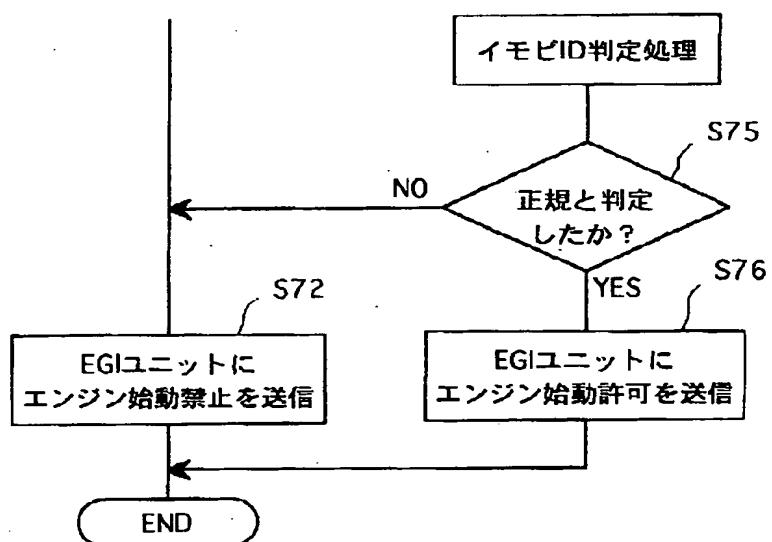 イモビID判定処理
S75
NO
正規と判定
したか？
YES
S76
S72
EGIユニットに
エンジン始動禁止を送信
EGIユニットに
エンジン始動許可を送信
END